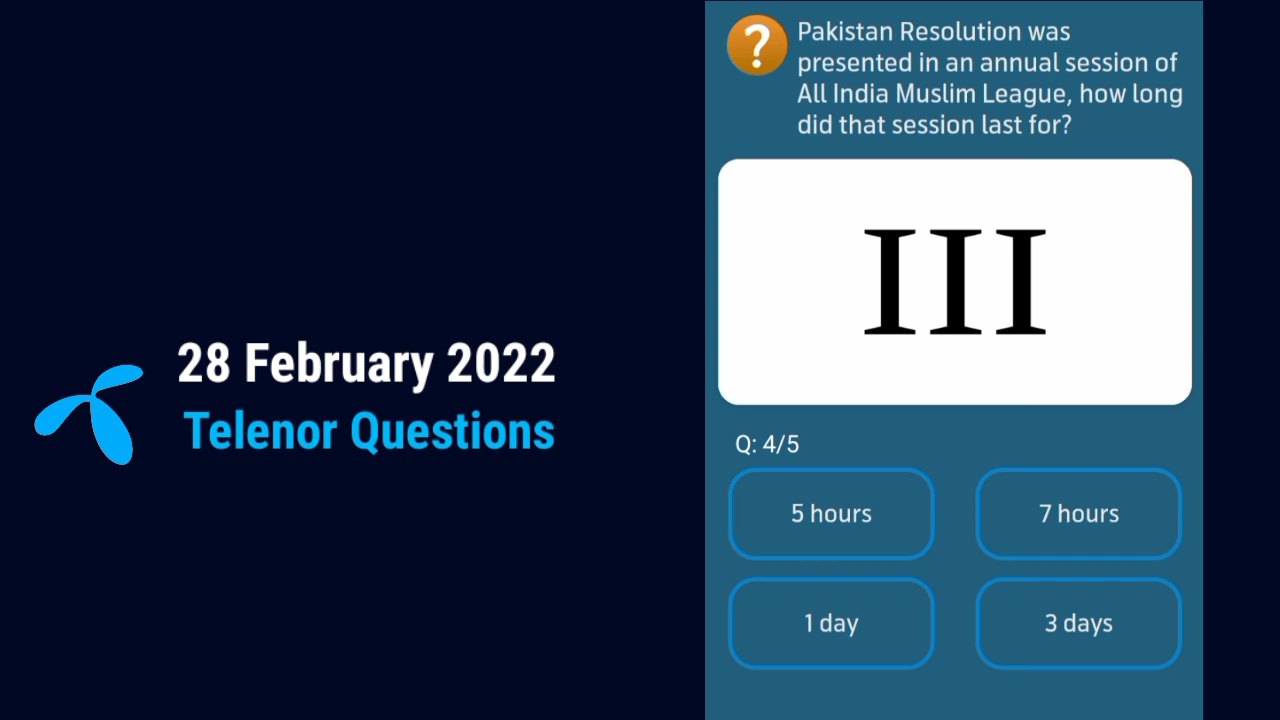 28 February 2022
Telenor Questions
?
Pakistan Resolution was
presented in an annual session of
All India Muslim League, how long
did that session last for?
III
Q: 4/5
5 hours
7 hours
1 day
3 days